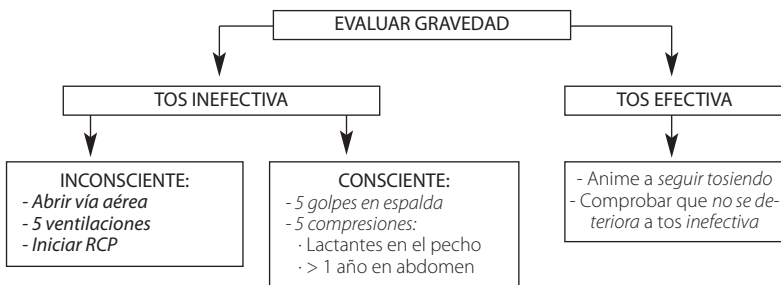 EVALUAR GRAVEDAD
TOS INEFECTIVA
TOS EFECTIVA
INCONSCIENTE:
- Abrir vía aérea
- 5 ventilaciones
- Iniciar RCP
CONSCIENTE:
- 5 golpes en espalda
- 5 compresiones:
· Lactantes en el pecho
· > 1 año en abdomen
- Anime a seguir tosiendo
- Comprobar que no se de-
teriora a tos inefectiva